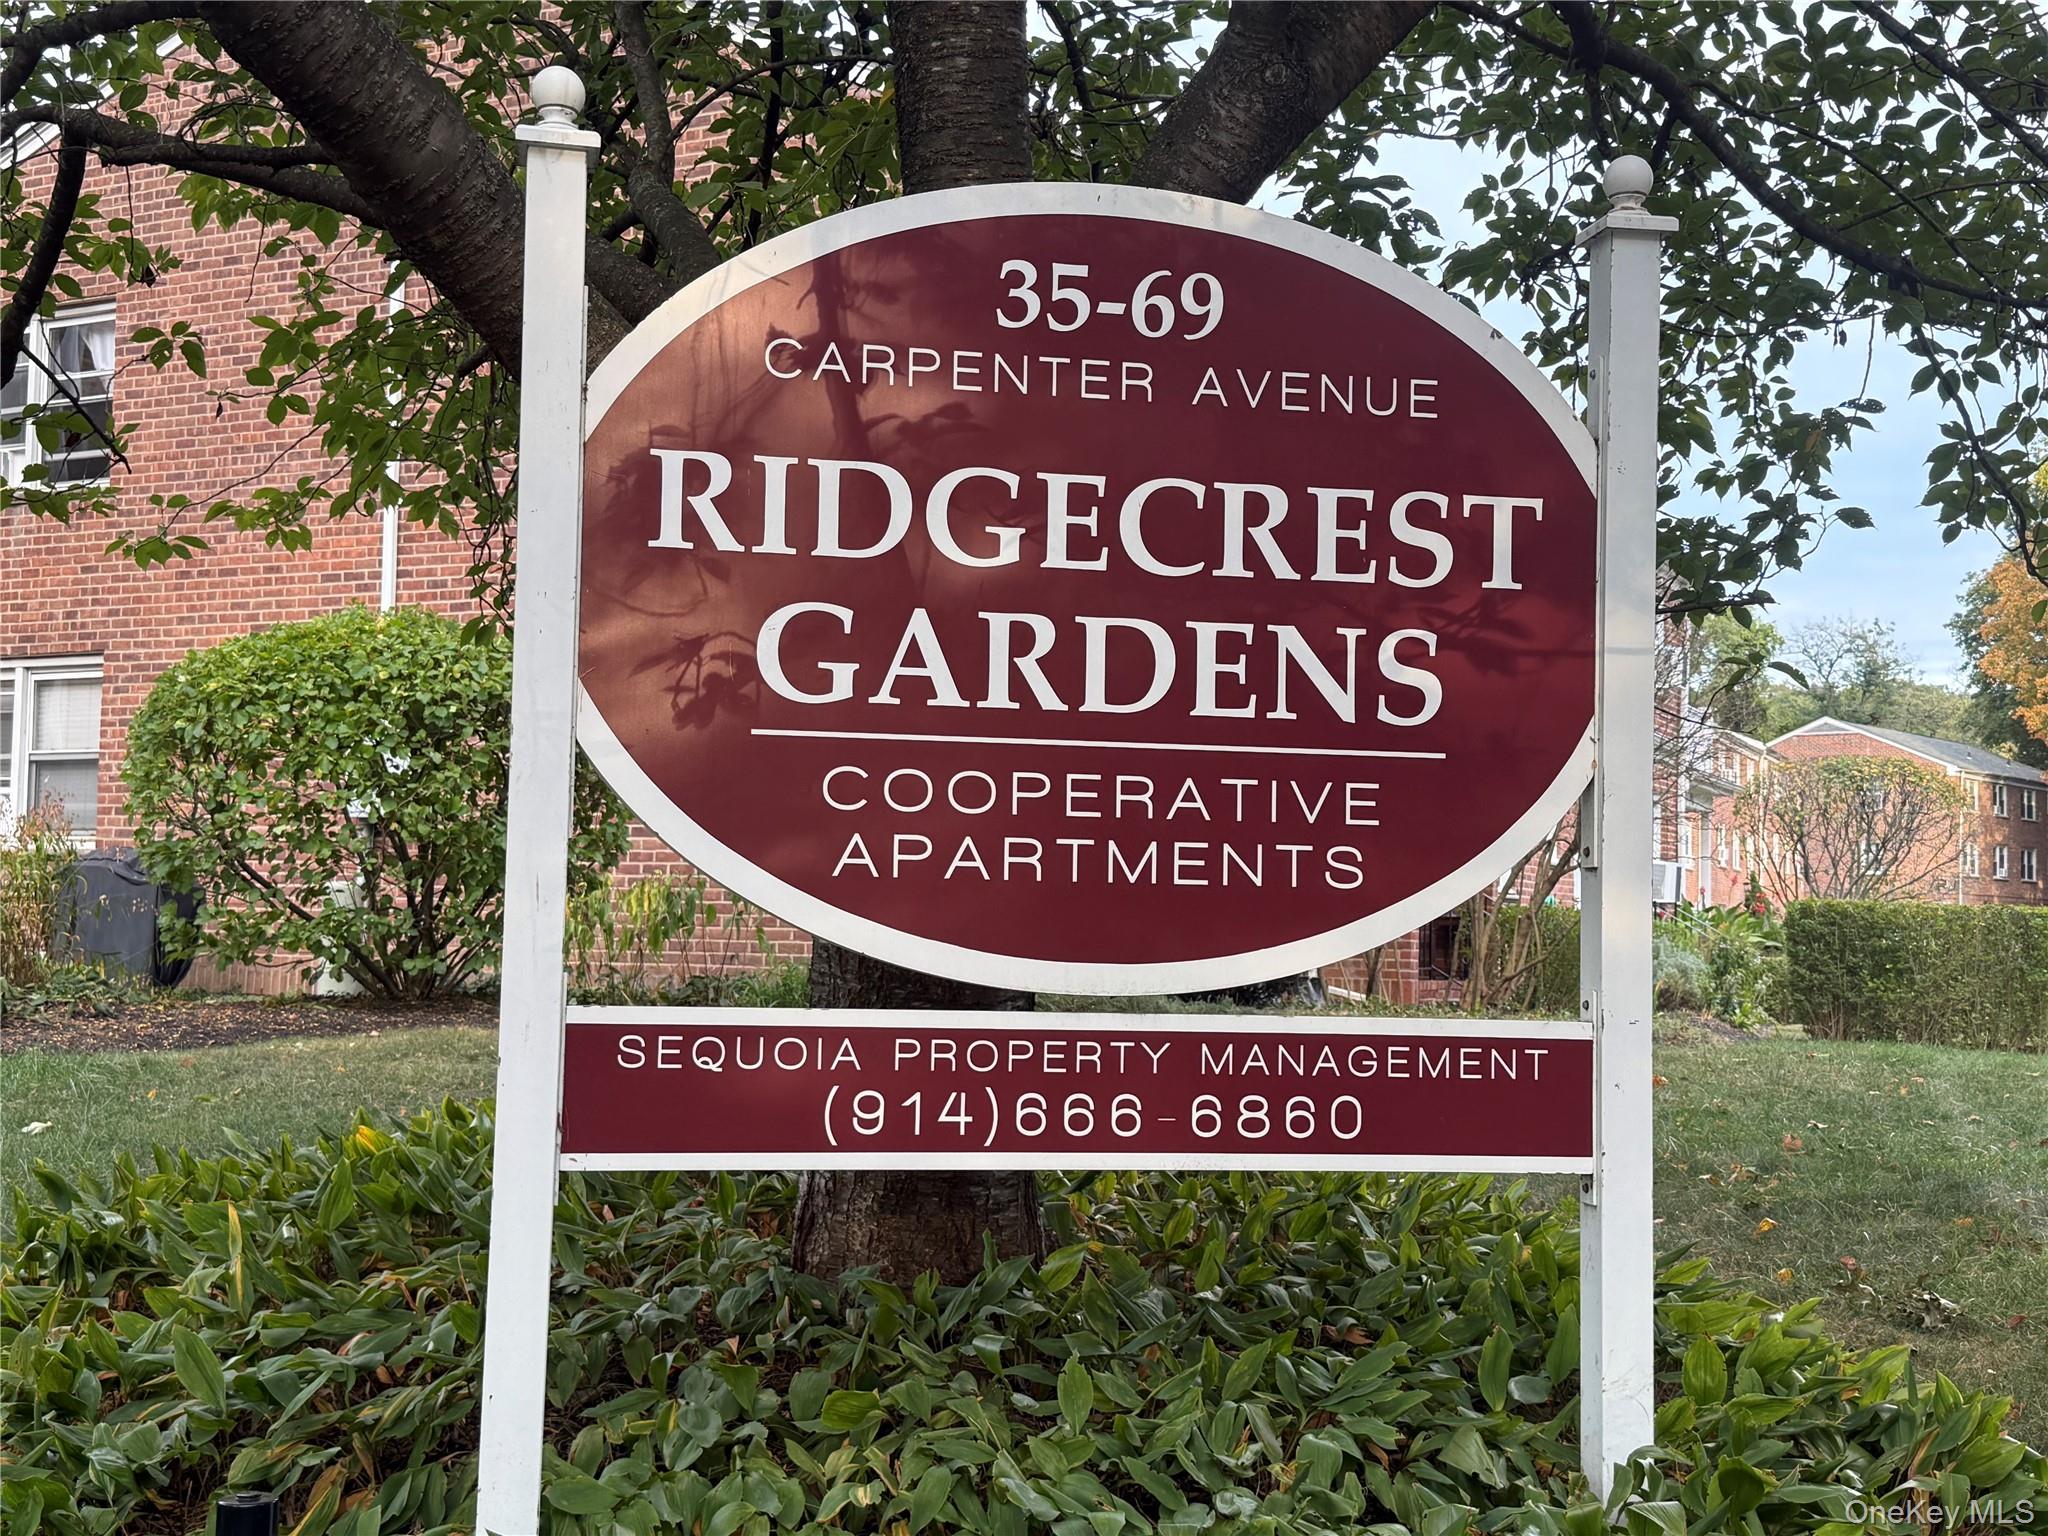 35-69
CARPENTER AVENUE
RIDGECREST
GARDENS
COOPERATIVE
APARTMENTS
SEQUOIA PROPERTY MANAGEMENT
(914)666-6860
OneKey MLS